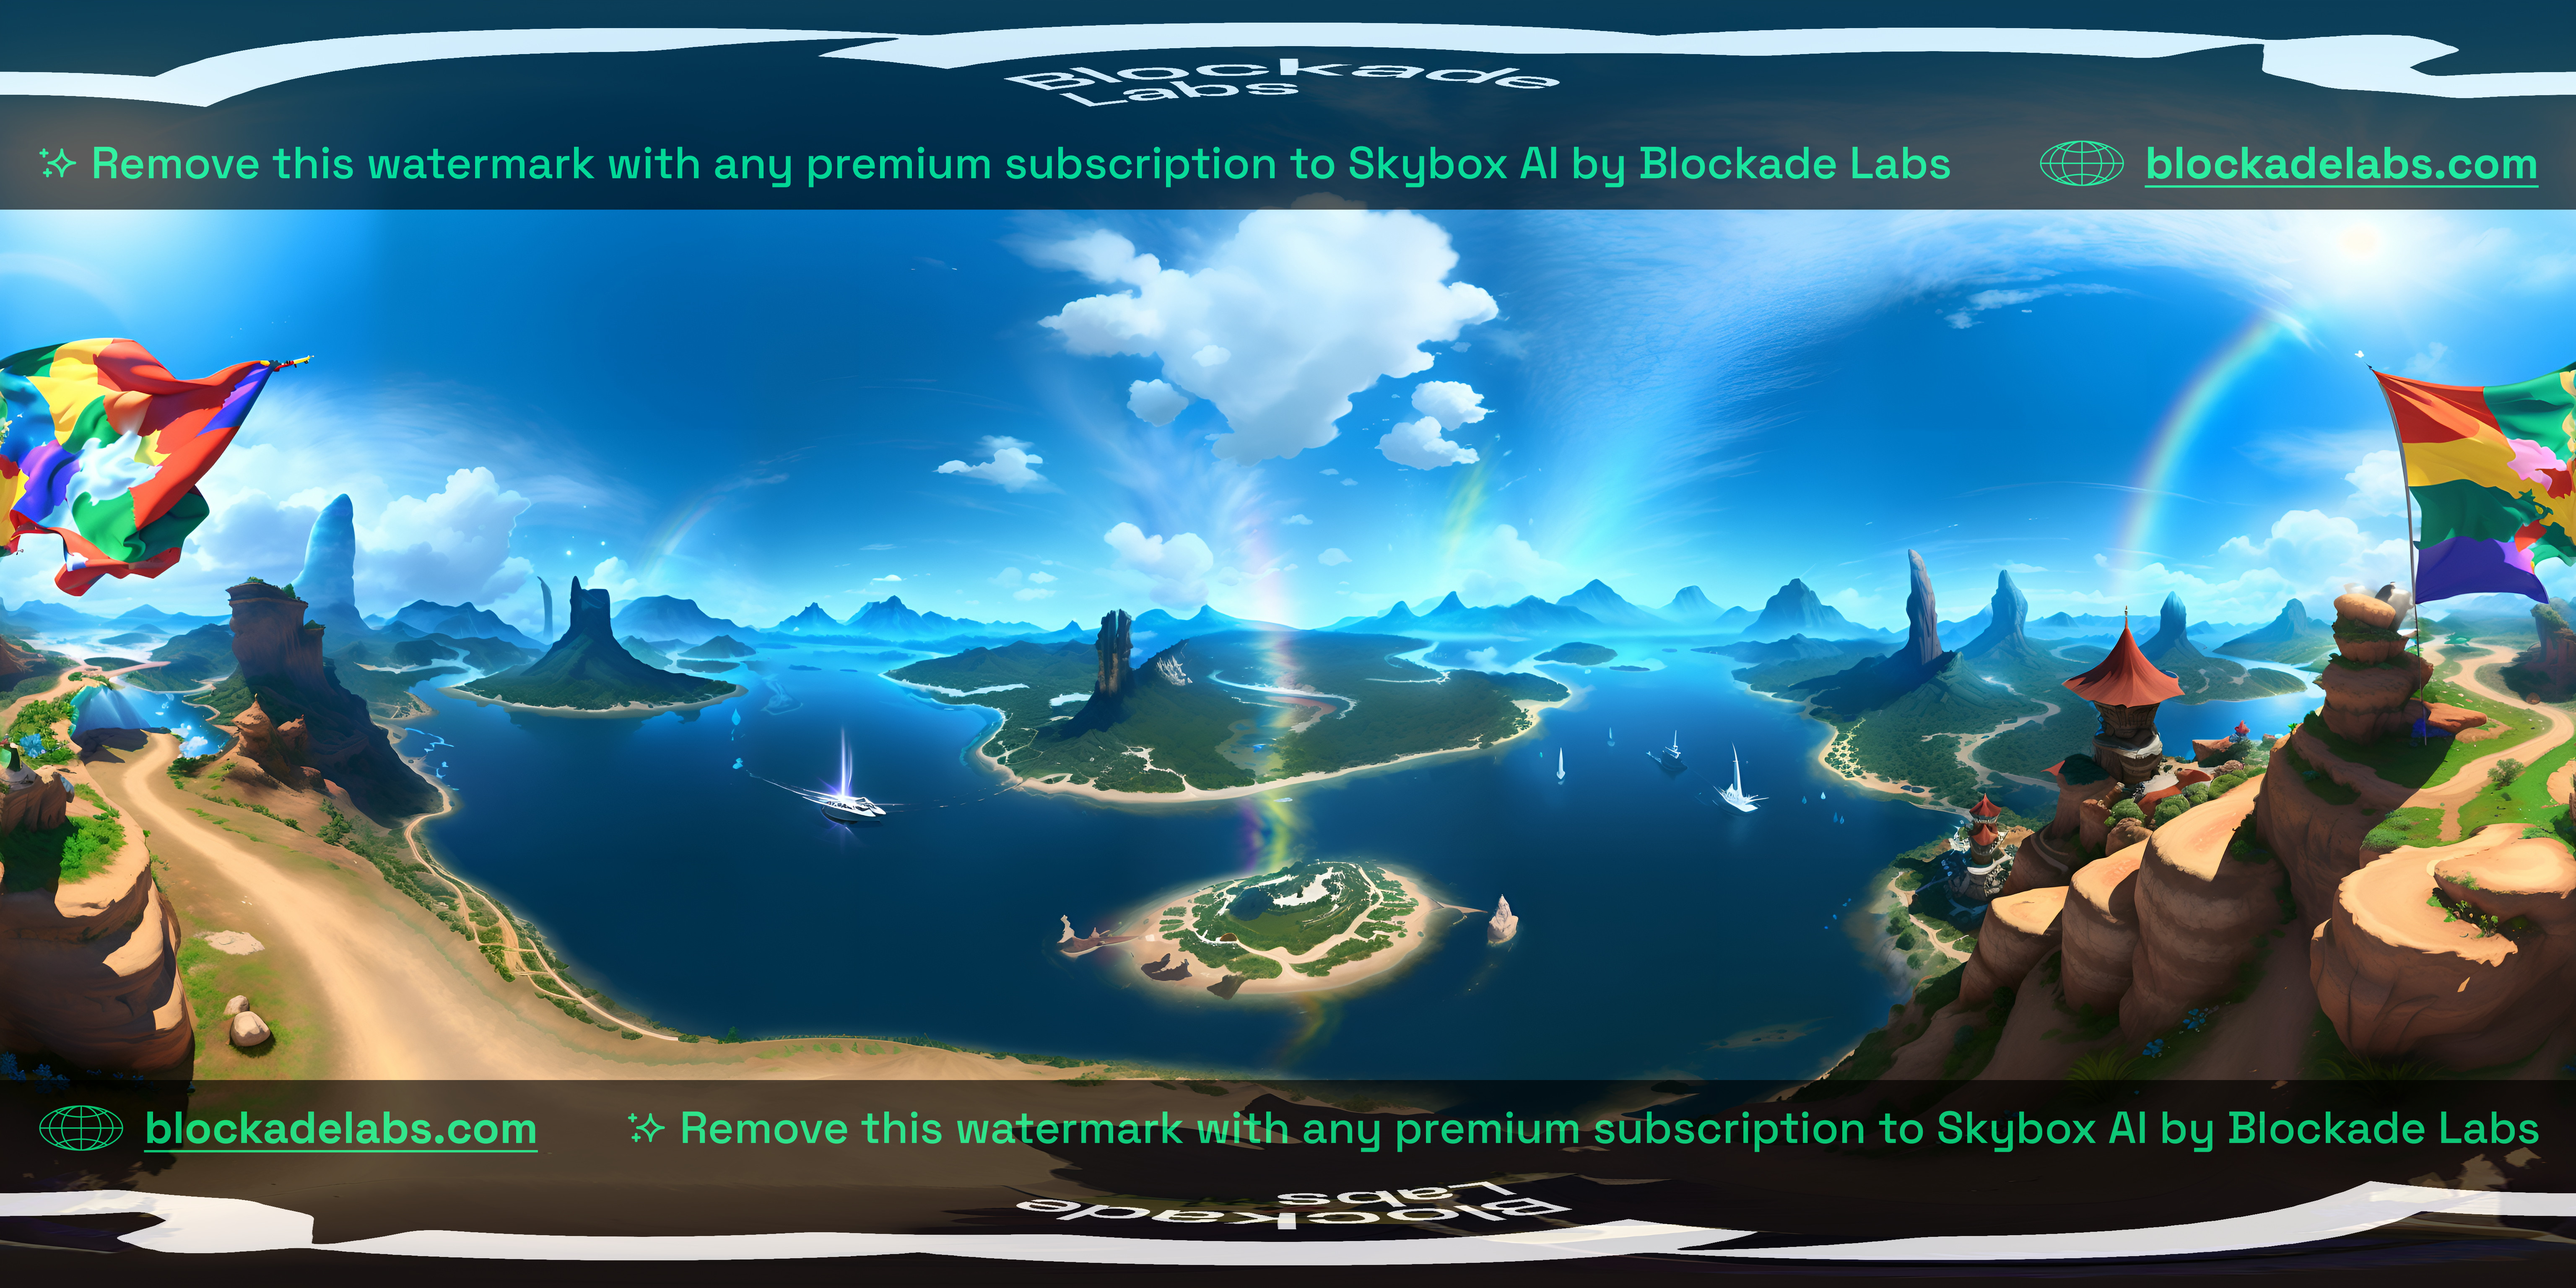 Blockade
Labs
Remove this watermark with any premium subscription to Skybox AI by Blockade Labs
blockadelabs.com
blockadelabs.com
Remove this watermark with any premium subscription to Skybox AI by Blockade Labs
Blockade
Labs